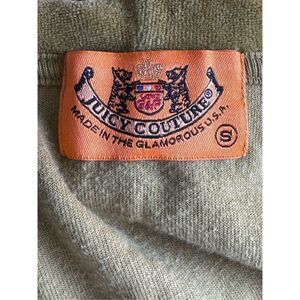 JUICY COUTURE®
MADE IN THE GLAMOROUS U.S.A.
S